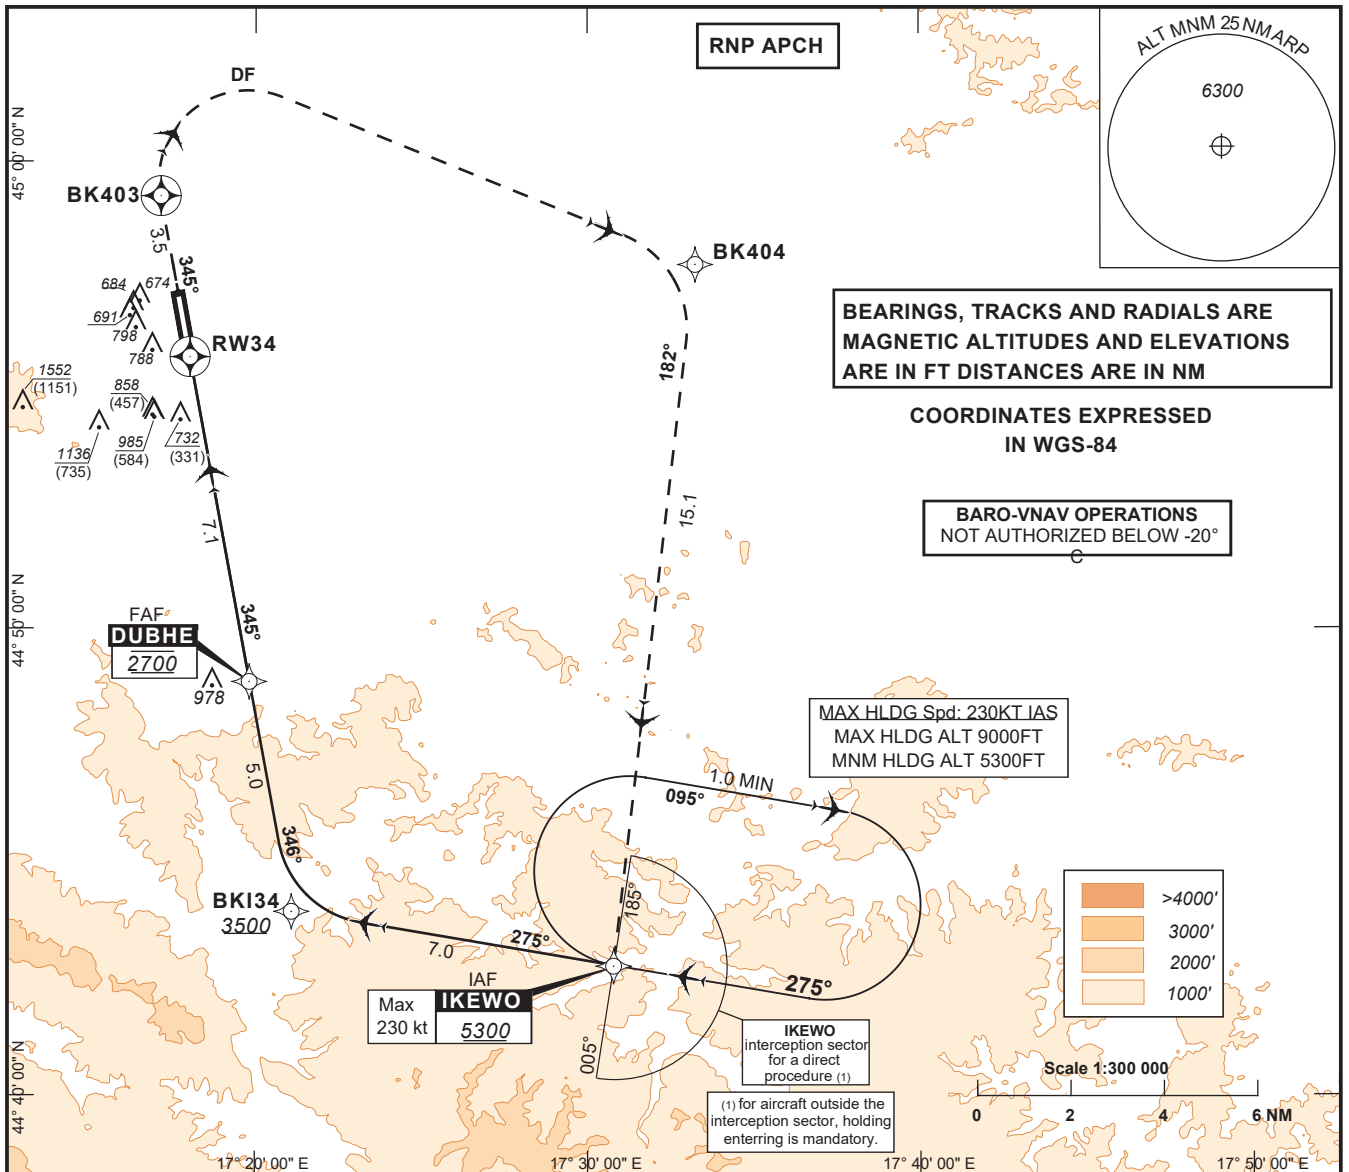 RNP APCH
ALT MNM 25 NM ARP
6300
DF
45° 00' 00" N
BK403
3.5
345°
BK404
684
674
691
798
788
RW34
182°
BEARINGS, TRACKS AND RADIALS ARE
MAGNETIC ALTITUDES AND ELEVATIONS
ARE IN FT DISTANCES ARE IN NM
1552
(1151)
858
(457)
1136
(735)
985
(584)
732
(331)
COORDINATES EXPRESSED
IN WGS-84
7.1
15.1
BARO-VNAV OPERATIONS
NOT AUTHORIZED BELOW -20°
C
44° 50' 00" N
FAF
DUBHE
2700
345°
978
MAX HLDG Spd: 230KT IAS
MAX HLDG ALT 9000FT
MNM HLDG ALT 5300FT
5.0
1.0 MIN
095°
346°
BKI34
3500
185°
275°
7.0
275°
IAF
IKEWO
5300
Max
230 kt
005°
IKEWO
interception sector
for a direct
procedure (1)
(1) for aircraft outside the
interception sector, holding
enterring is mandatory.
>4000'
3000'
2000'
1000'
Scale 1:300 000
0 2 4 6 NM
44° 40' 00" N
17° 20' 00" E
17° 30' 00" E
17° 40' 00" E
17° 50' 00" E